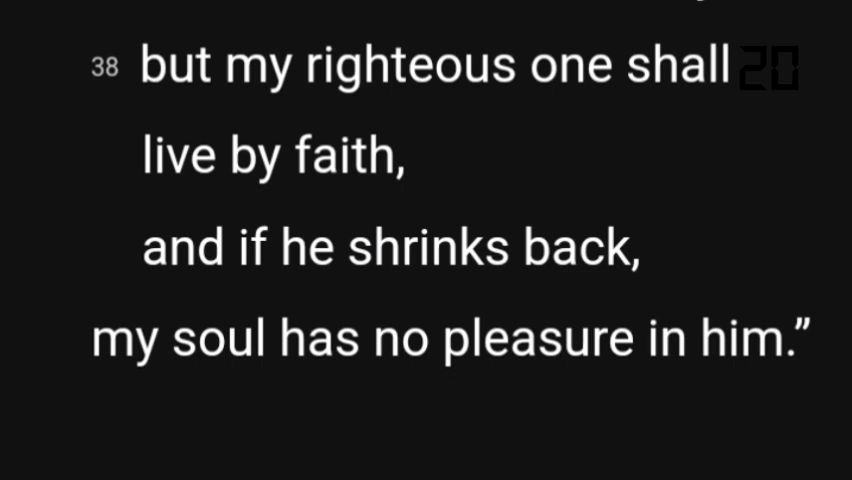 38 but my righteous one shall 20
live by faith,
and if he shrinks back,
my soul has no pleasure in him.”